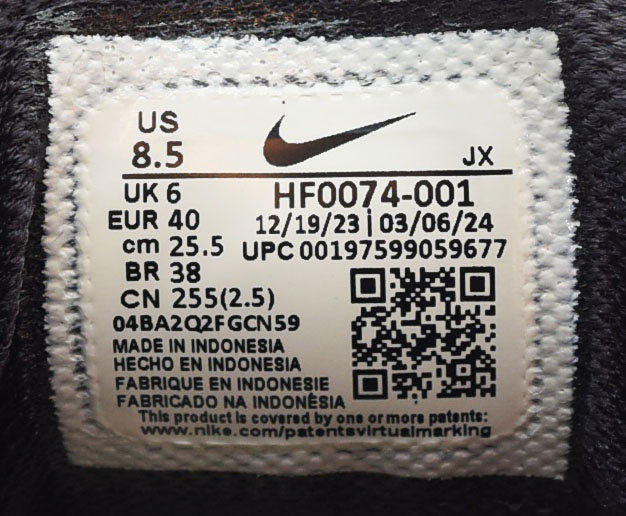 US
8.5
JX
UK 6
HF0074-001
EUR 40
12/19/23 | 03/06/24
cm 25.5
UPC 00197599059677
BR 38
CN 255(2.5)
04BA2Q2FGCN59
MADE IN INDONESIA
HECHO EN INDONESIA
FABRIQUE EN INDONESIE
FABRICADO NA INDONÊSIA
This product is covered by one or more patents:
www.nike.com/patentsvirtualmarking